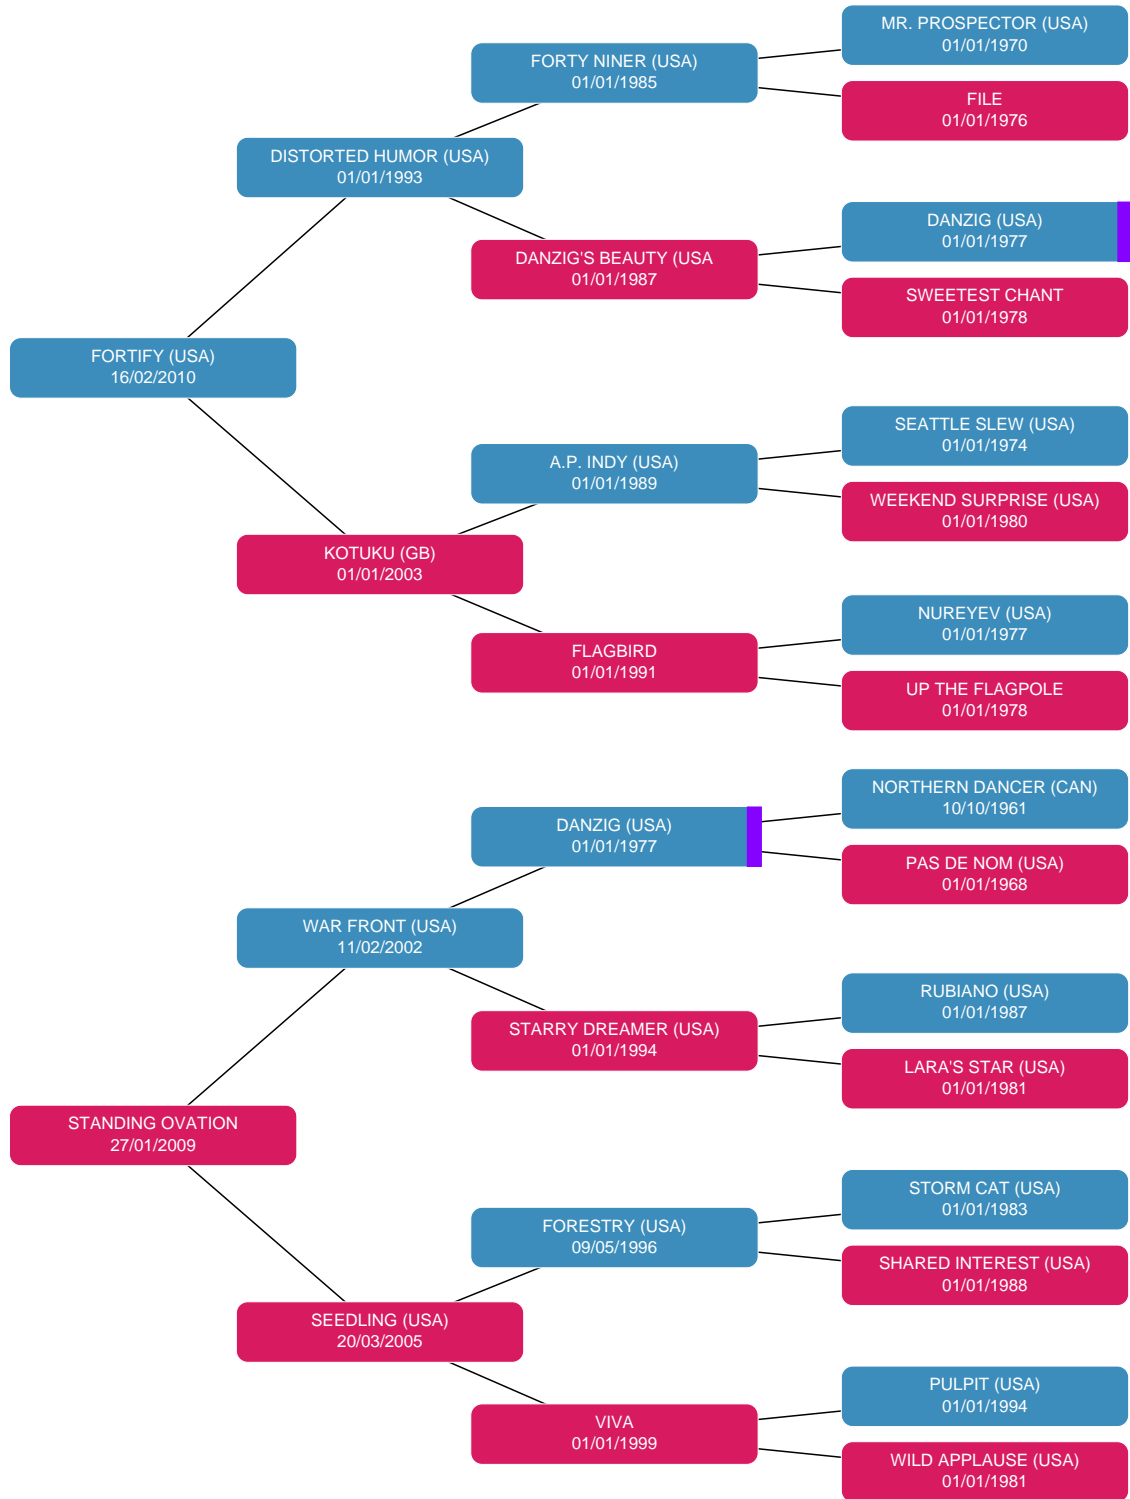 MR. PROSPECTOR (USA)
01/01/1970
FORTY NINER (USA)
01/01/1985
FILE
01/01/1976
DISTORTED HUMOR (USA)
01/01/1993
DANZIG (USA)
01/01/1977
DANZIG'S BEAUTY (USA
01/01/1987
SWEETEST CHANT
01/01/1978
FORTIFY (USA)
16/02/2010
SEATTLE SLEW (USA)
01/01/1974
A.P. INDY (USA)
01/01/1989
WEEKEND SURPRISE (USA)
01/01/1980
KOTUKU (GB)
01/01/2003
NUREYEV (USA)
01/01/1977
FLAGBIRD
01/01/1991
UP THE FLAGPOLE
01/01/1978
NORTHERN DANCER (CAN)
10/10/1961
DANZIG (USA)
01/01/1977
PAS DE NOM (USA)
01/01/1968
WAR FRONT (USA)
11/02/2002
RUBIANO (USA)
01/01/1987
STARRY DREAMER (USA)
01/01/1994
LARA'S STAR (USA)
01/01/1981
STANDING OVATION
27/01/2009
STORM CAT (USA)
01/01/1983
FORESTRY (USA)
09/05/1996
SHARED INTEREST (USA)
01/01/1988
SEEDLING (USA)
20/03/2005
PULPIT (USA)
01/01/1994
VIVA
01/01/1999
WILD APPLAUSE (USA)
01/01/1981